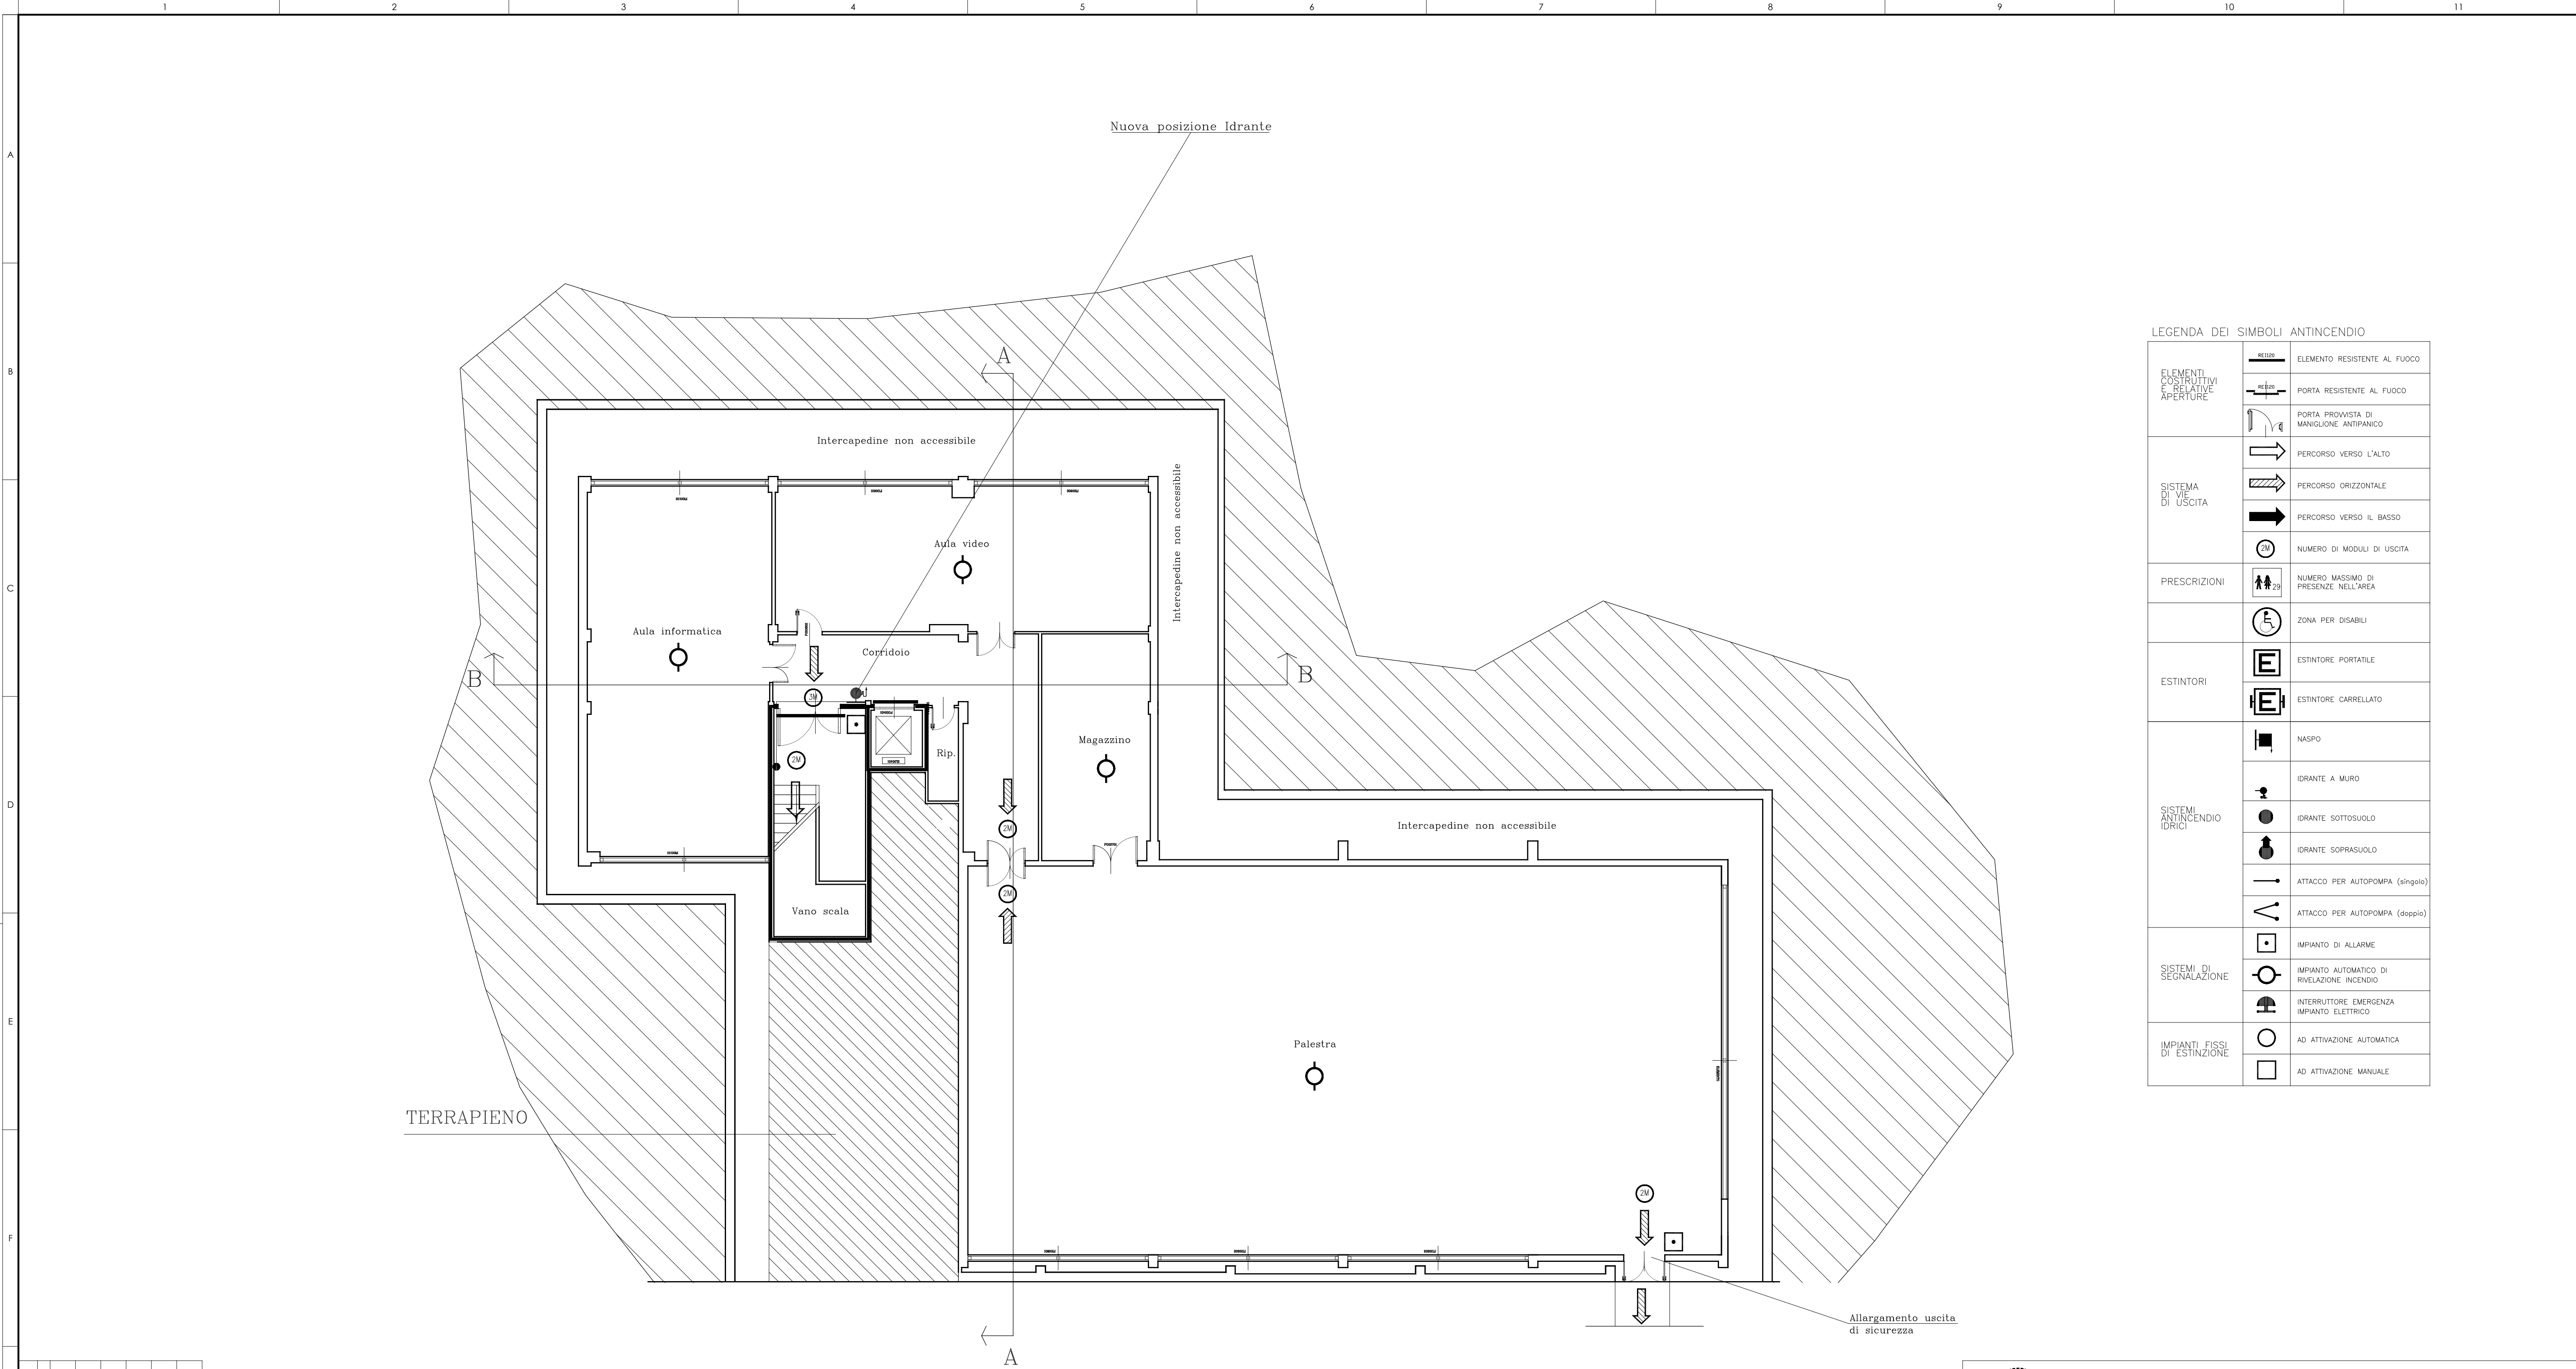 1 2 3 4 5 6 7 8 9 10 11
A
B
C
D
E
F
Nuova posizione Idrante
A
Intercapedine non accessibile
Intercapedine non accessibile
Aula video
Aula informatica
Corridoio
B
B
3M
Rip.
Magazzino
2M
2M
2M
Intercapedine non accessibile
Vano scala
Palestra
TERRAPIENO
2M
Allargamento uscita
di sicurezza
A
LEGENDA DEI SIMBOLI ANTINCENDIO
ELEMENTI
COSTRUTTIVI
E RELATIVE
APERTURE
REI120
ELEMENTO RESISTENTE AL FUOCO
REI120
PORTA RESISTENTE AL FUOCO
PORTA PROVVISTA DI
MANIGLIONE ANTIPANICO
SISTEMA
DI VIE
DI USCITA
PERCORSO VERSO L'ALTO
PERCORSO ORIZZONTALE
PERCORSO VERSO IL BASSO
2M
NUMERO DI MODULI DI USCITA
PRESCRIZIONI
29
NUMERO MASSIMO DI
PRESENZE NELL'AREA
ZONA PER DISABILI
ESTINTORI
E
ESTINTORE PORTATILE
E
ESTINTORE CARRELLATO
SISTEMI
ANTINCENDIO
IDRICI
NASPO
IDRANTE A MURO
IDRANTE SOTTOSUOLO
IDRANTE SOPRASUOLO
ATTACCO PER AUTOPOMPA (singolo)
ATTACCO PER AUTOPOMPA (doppio)
SISTEMI DI
SEGNALAZIONE
IMPIANTO DI ALLARME
IMPIANTO AUTOMATICO DI
RIVELAZIONE INCENDIO
INTERRUTTORE EMERGENZA
IMPIANTO ELETTRICO
IMPIANTI FISSI
DI ESTINZIONE
AD ATTIVAZIONE AUTOMATICA
AD ATTIVAZIONE MANUALE